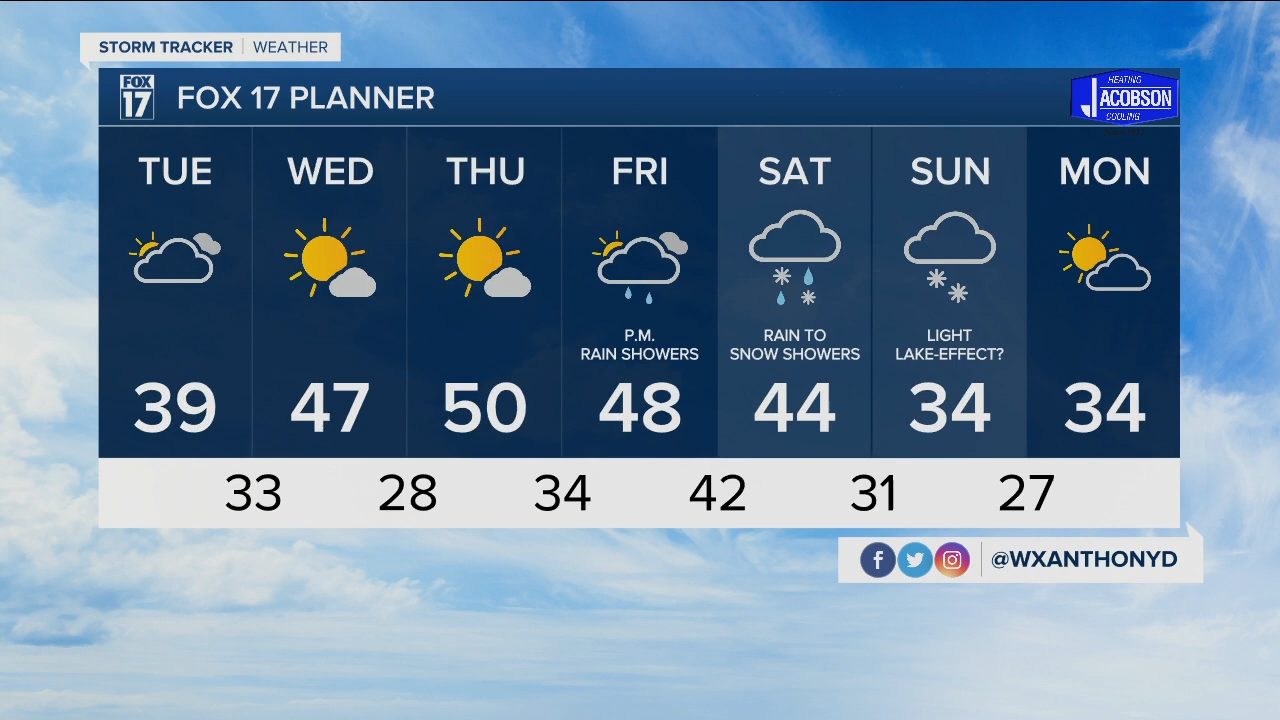 STORM TRACKER | WEATHER
FOX
17
FOX 17 PLANNER
HEATING
JACOBSON
COOLING
TUE WED THU FRI SAT SUN MON
P.M. RAIN TO LIGHT
RAIN SHOWERS SNOW SHOWERS LAKE-EFFECT?
39 47 50 48 44 34 34
33 28 34 42 31 27
@WXANTHONYD